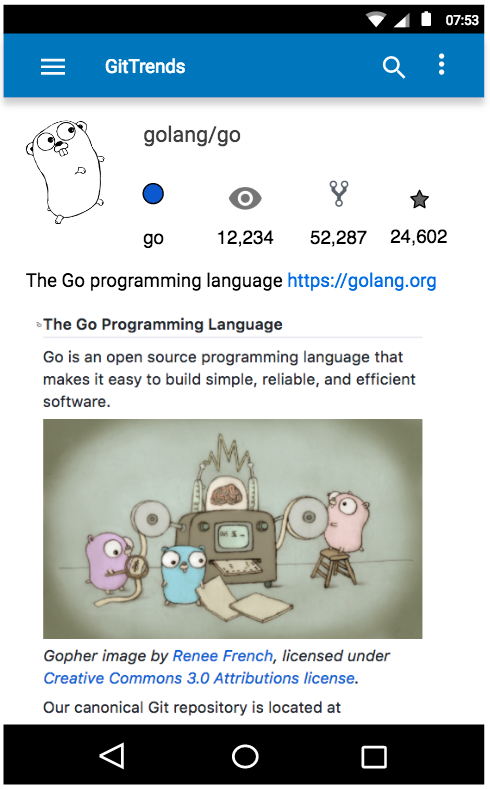 07:53
GitTrends
golang/go
go
12,234
52,287
24,602
The Go programming language https://golang.org
The Go Programming Language
Go is an open source programming language that
makes it easy to build simple, reliable, and efficient
software.
Gopher image by Renee French, licensed under
Creative Commons 3.0 Attributions license.
Our canonical Git repository is located at